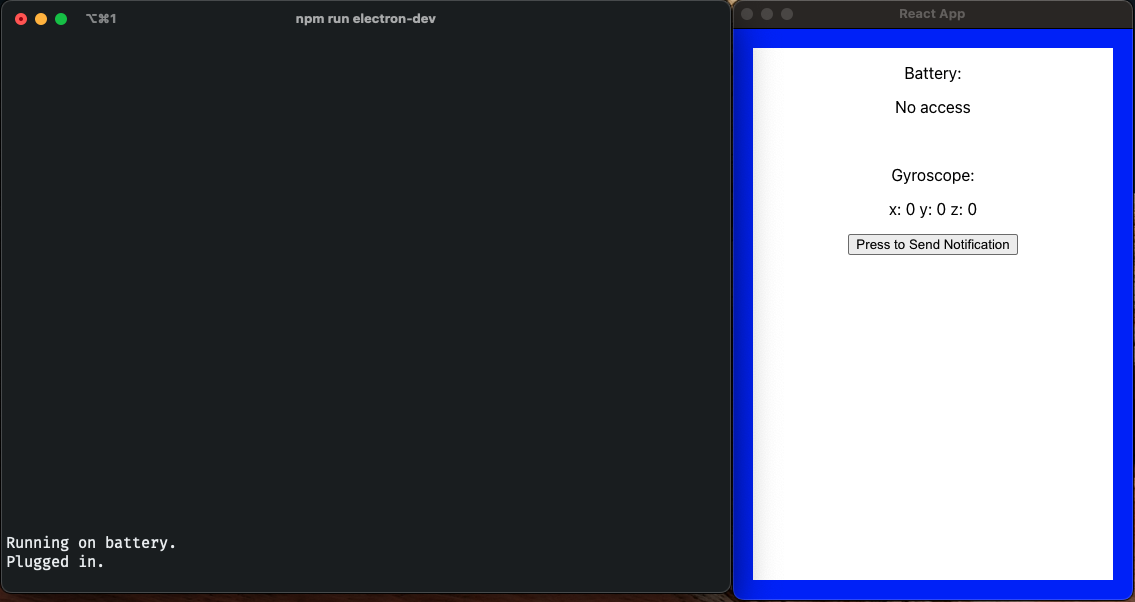 ⌥⌘1
npm run electron-dev
Running on battery.
Plugged in.
React App
Battery:
No access
Gyroscope:
x: 0 y: 0 z: 0
Press to Send Notification